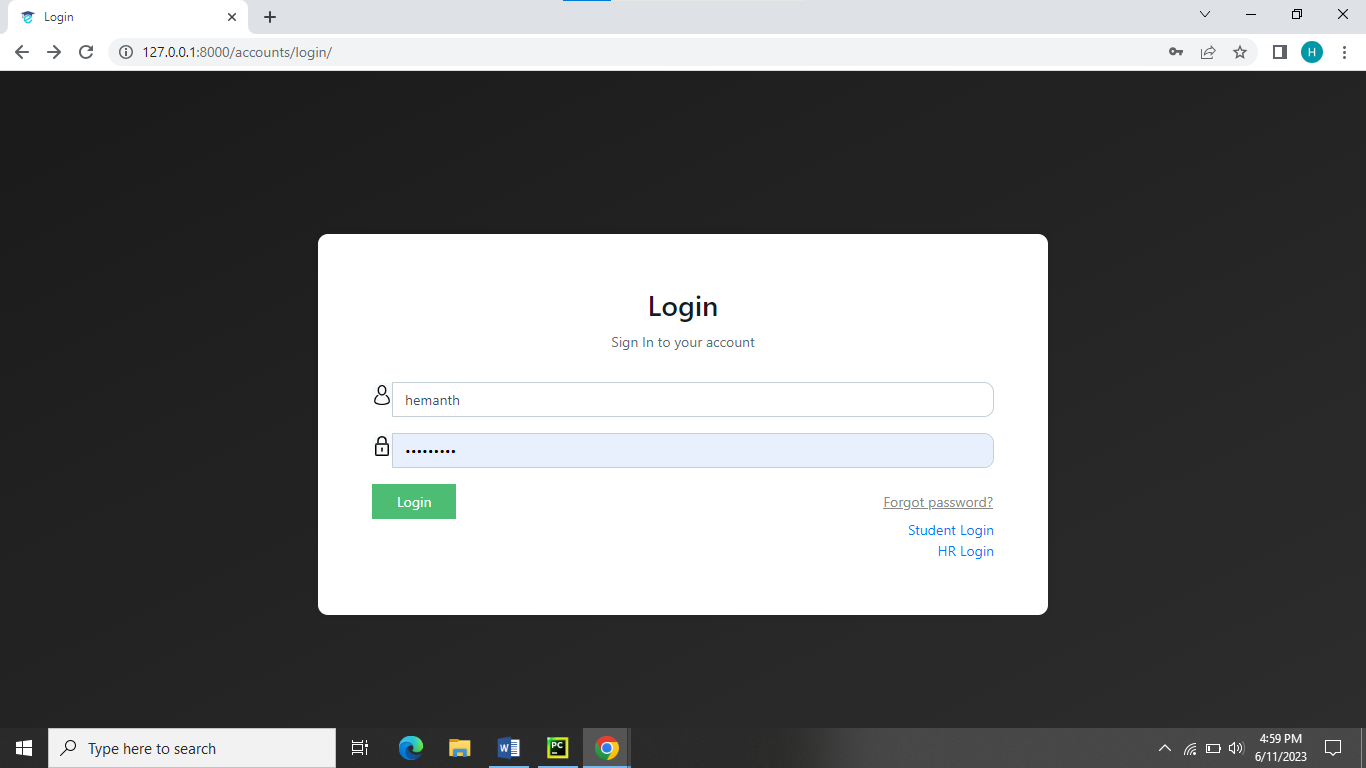 Login
127.0.0.1:8000/accounts/login/
H
Login
Sign In to your account
hemanth
•••••••••
Login
Forgot password?
Student Login
HR Login
Type here to search
W
PC
4:59 PM
6/11/2023